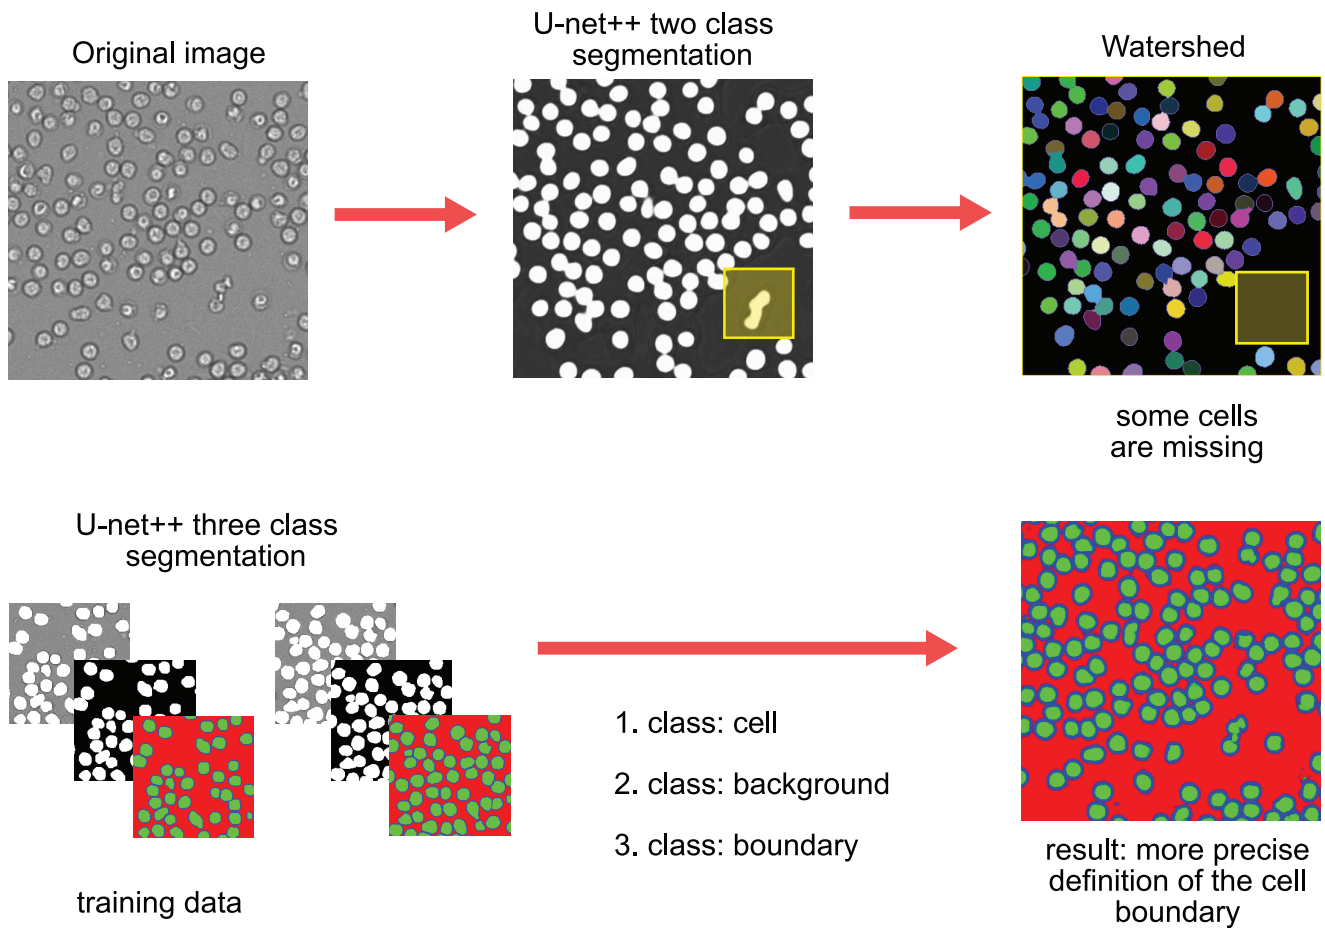 Original image
U-net++ two class
segmentation
Watershed
some cells
are missing
U-net++ three class
segmentation
training data
1. class: cell
2. class: background
3. class: boundary
result: more precise
definition of the cell
boundary